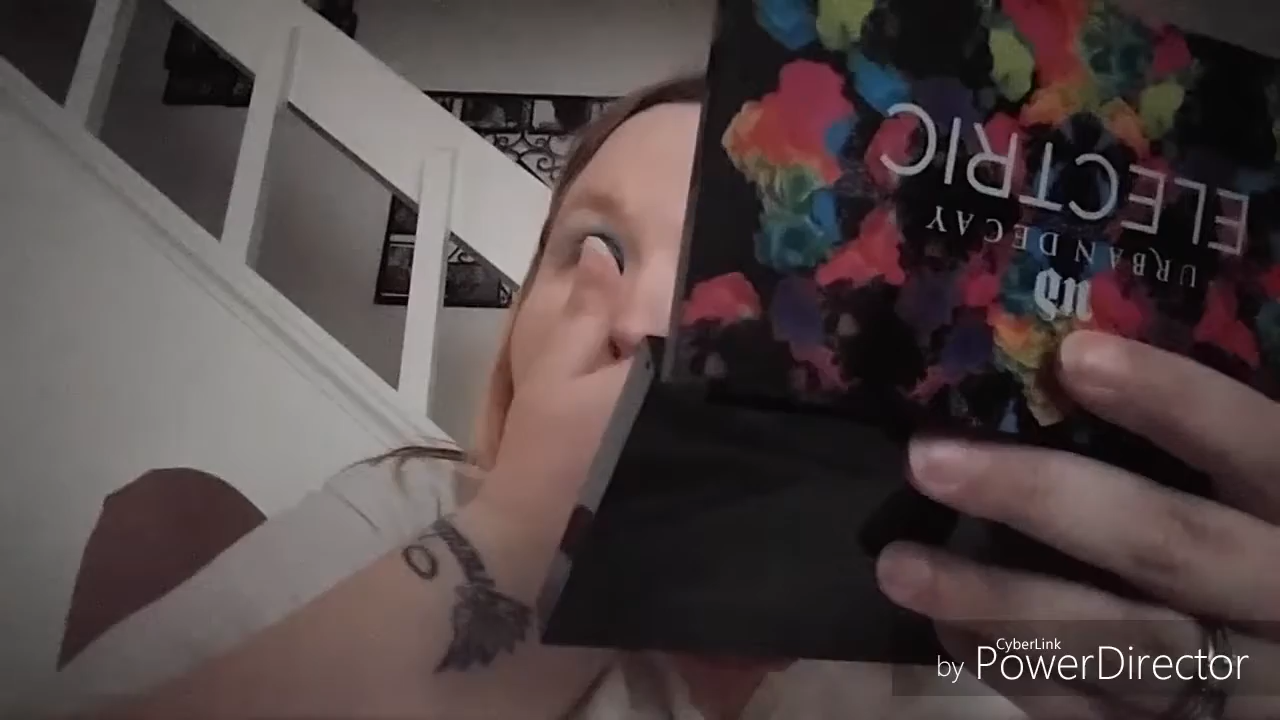 ELECTRIC
URBAN DECAY
UD
CyberLink
by PowerDirector